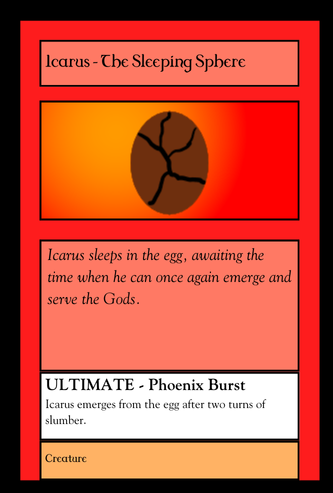 Icarus - The Sleeping Sphere
Icarus sleeps in the egg, awaiting the
time when he can once again emerge and
serve the Gods.
ULTIMATE - Phoenix Burst
Icarus emerges from the egg after two turns of
slumber.
Creature